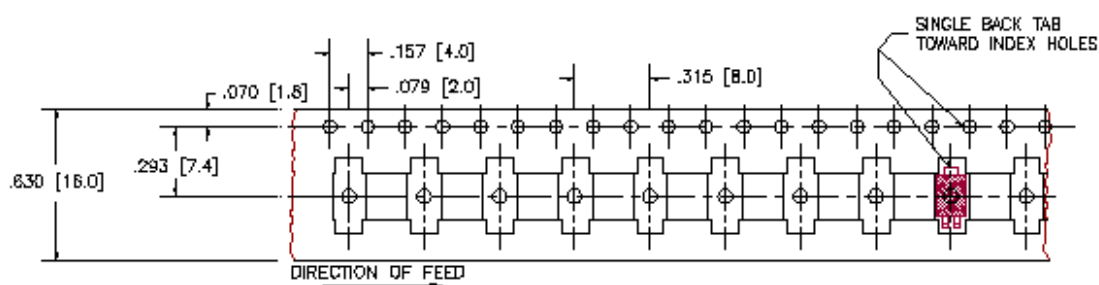 SINGLE BACK TAB
TOWARD INDEX HOLES
.157 [4.0]
.079 [2.0]
.315 [8.0]
.070 [1.8]
.293 [7.4]
.630 [16.0]
DIRECTION OF FEED